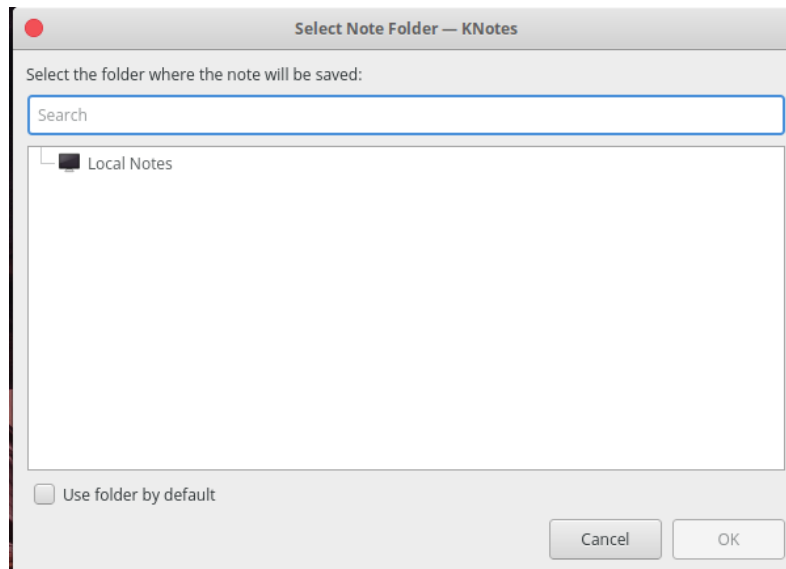 Select Note Folder — KNotes
Select the folder where the note will be saved:
Search
Local Notes
Use folder by default
Cancel OK